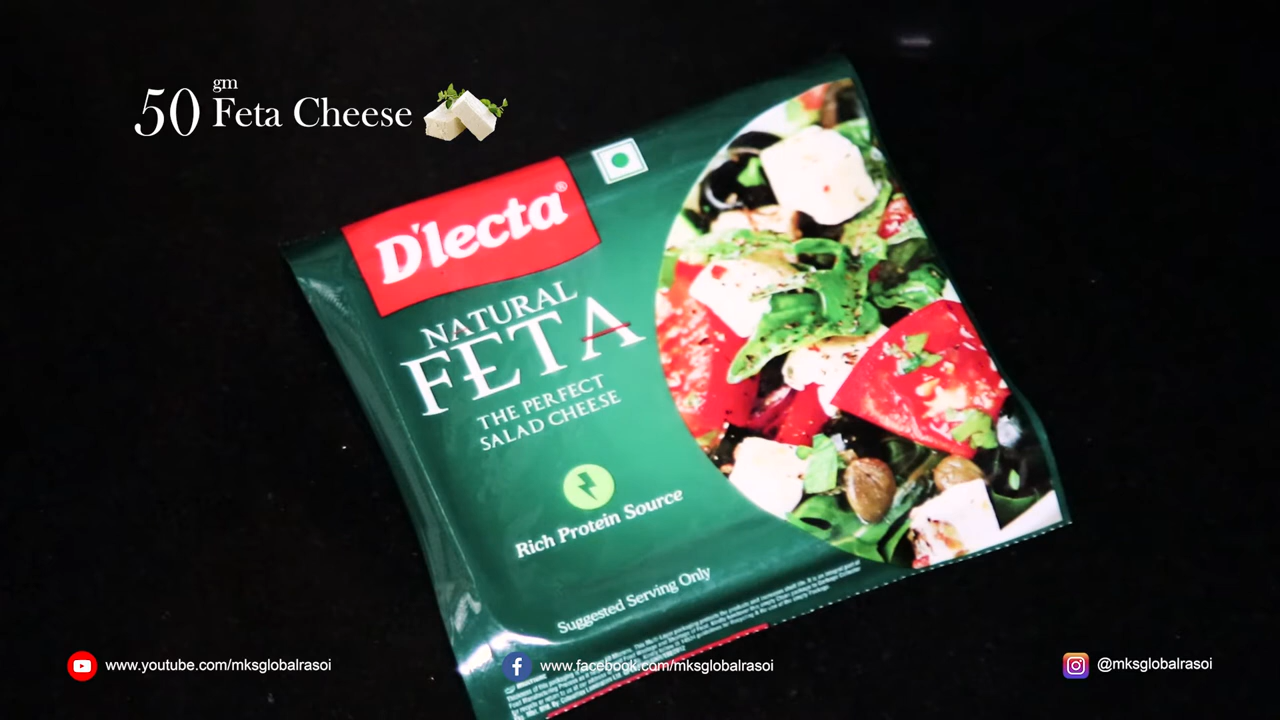 gm
50 Feta Cheese
D'lecta®
NATURAL
FETA
THE PERFECT
SALAD CHEESE
Rich Protein Source
Suggested Serving Only
www.youtube.com/mksglobalrasoi
www.facebook.com/mksglobalrasoi
@mksglobalrasoi